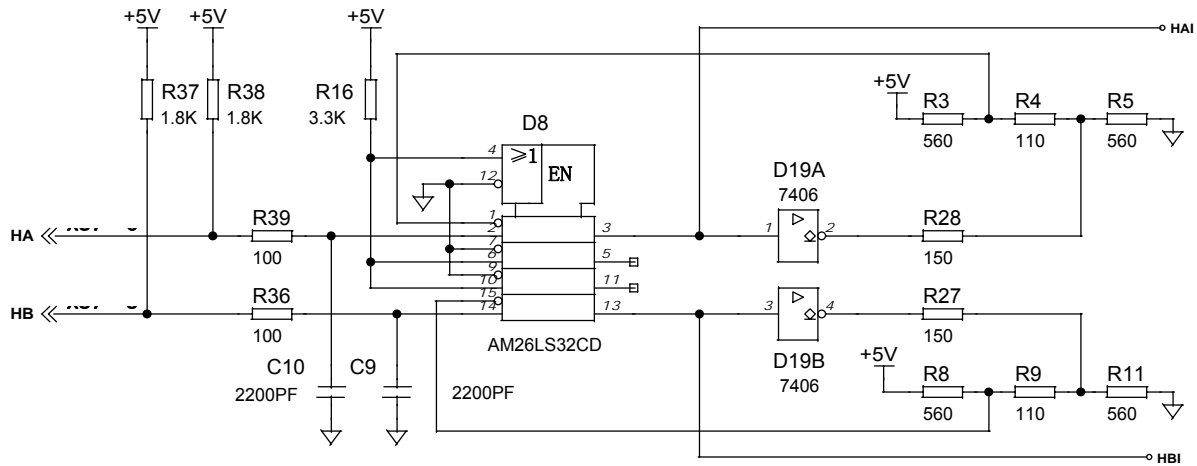 +5V +5V +5V
HAI
R37
1.8K
R38
1.8K
R16
3.3K
+5V
R3
560
R4
110
R5
560
D8
4
≥1
EN
12
D19A
7406
HA
R39
100
1
2
3
1
2
R28
150
7
6
5
9
10
11
HB
R36
100
15
14
13
3
4
R27
150
AM26LS32CD
D19B
7406
C10
2200PF
C9
2200PF
+5V
R8
560
R9
110
R11
560
HBI